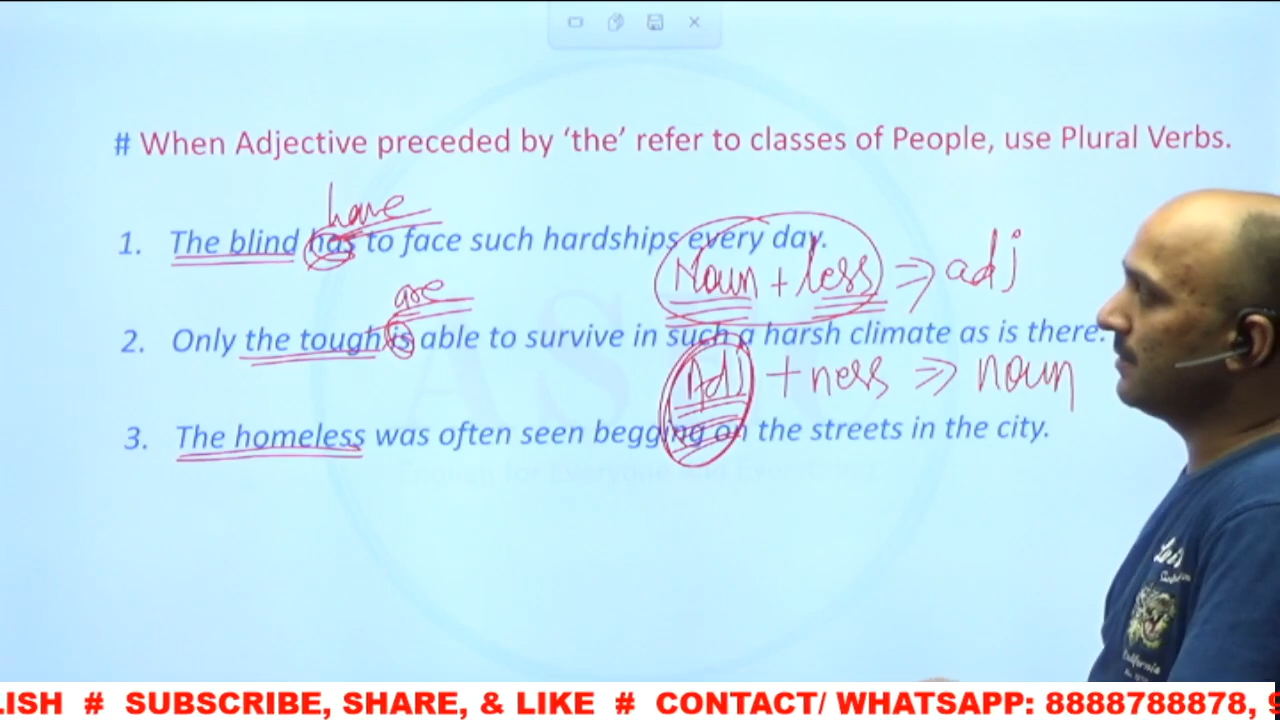 # When Adjective preceded by ‘the’ refer to classes of People, use Plural Verbs.
have
1. The blind has to face such hardships every day.
Noun + less ⇒ adj
are
2. Only the tough is able to survive in such a harsh climate as is there.
Adj + ness ⇒ noun
3. The homeless was often seen begging on the streets in the city.
California
LISH # SUBSCRIBE, SHARE, & LIKE # CONTACT/ WHATSAPP: 8888788878, 9